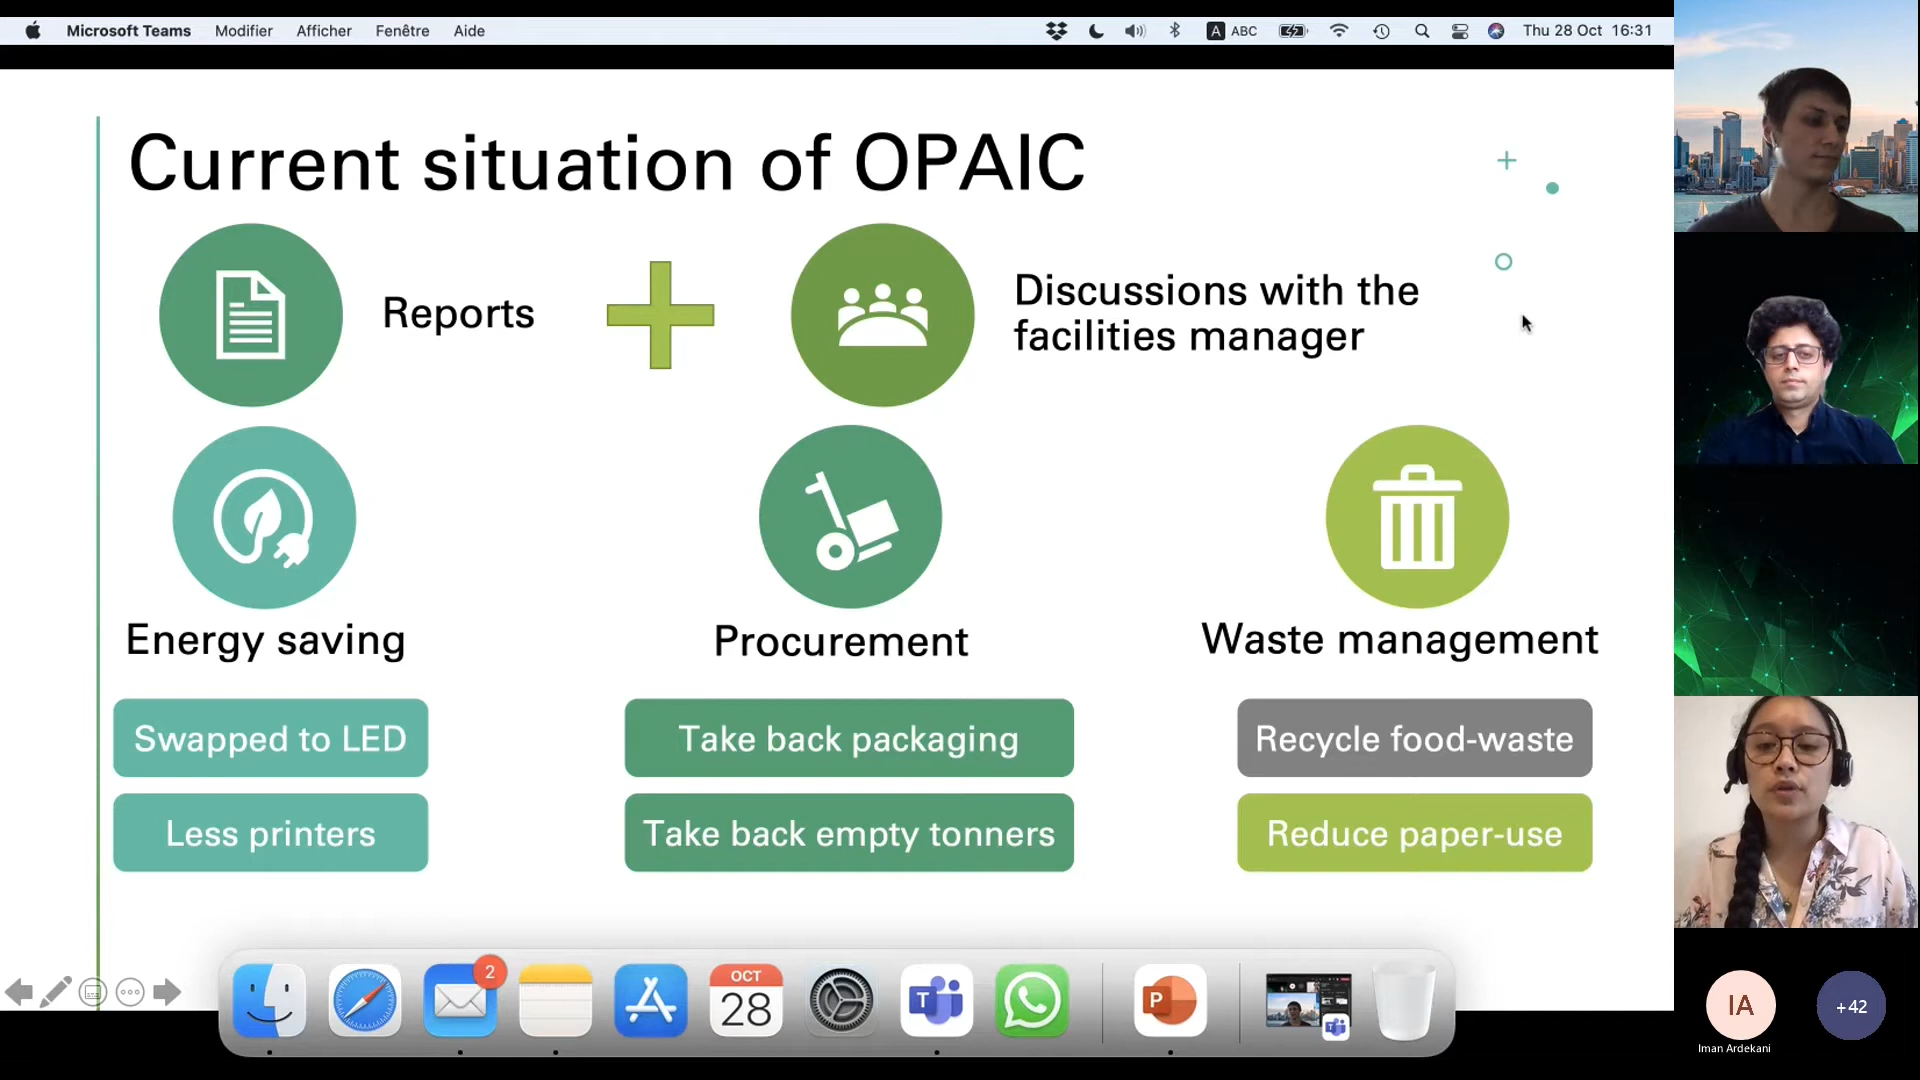 Microsoft Teams Modifier Afficher Fenêtre Aide A ABC Thu 28 Oct 16:31
Current situation of OPAIC
Reports
Discussions with the
facilities manager
Energy saving
Procurement
Waste management
Swapped to LED
Take back packaging
Recycle food-waste
Less printers
Take back empty tonners
Reduce paper-use
2
OCT
28
T
P
IA
+42
Iman Ardekani